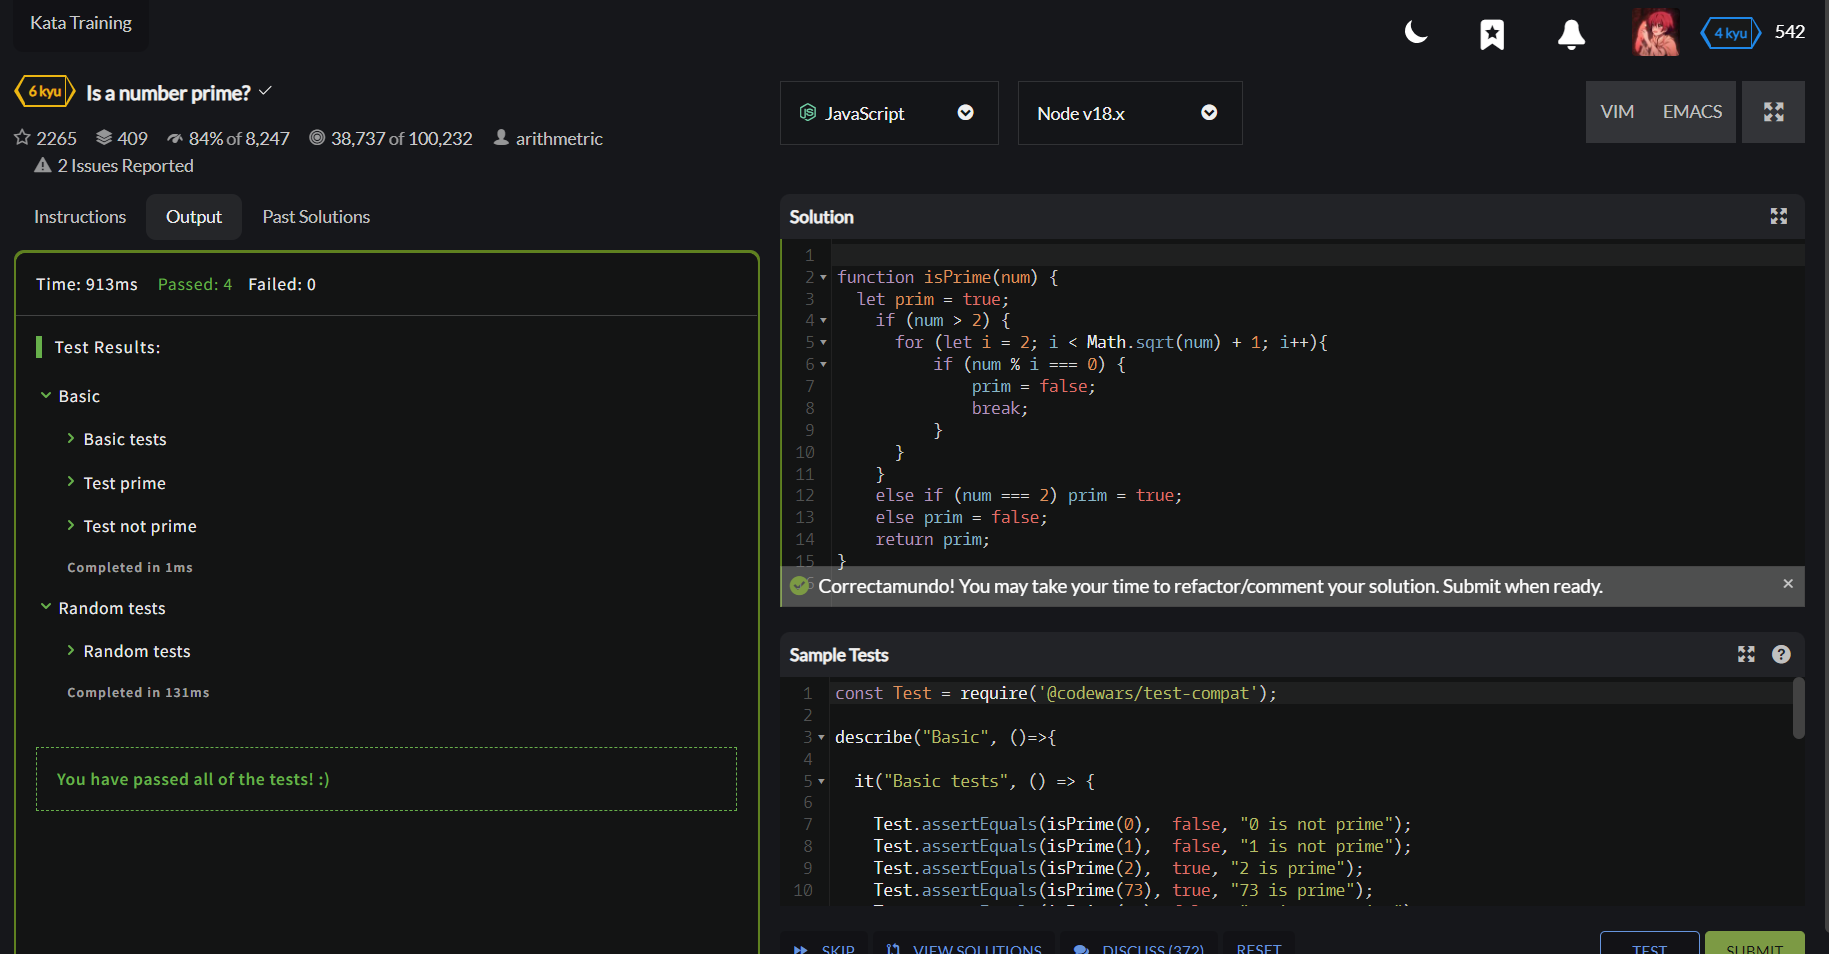 Kata Training
4 kyu 542
6 kyu Is a number prime?
2265 409 84% of 8,247 38,737 of 100,232 arithmetric
2 Issues Reported
JavaScript Node v18.x VIM EMACS
Instructions Output Past Solutions
Time: 913ms Passed: 4 Failed: 0
Test Results:
Basic
Basic tests
Test prime
Test not prime
Completed in 1ms
Random tests
Random tests
Completed in 131ms
You have passed all of the tests! :)
Solution
1
2 function isPrime(num) {
3 let prim = true;
4 if (num > 2) {
5 for (let i = 2; i < Math.sqrt(num) + 1; i++){
6 if (num % i === 0) {
7 prim = false;
8 break;
9 }
10 }
11 }
12 else if (num === 2) prim = true;
13 else prim = false;
14 return prim;
15 }
Correctamundo! You may take your time to refactor/comment your solution. Submit when ready.
Sample Tests
1 const Test = require('@codewars/test-compat');
2
3 describe("Basic", ()=>{
4
5 it("Basic tests", () => {
6
7 Test.assertEquals(isPrime(0), false, "0 is not prime");
8 Test.assertEquals(isPrime(1), false, "1 is not prime");
9 Test.assertEquals(isPrime(2), true, "2 is prime");
10 Test.assertEquals(isPrime(73), true, "73 is prime");
SKIP VIEW SOLUTIONS DISCUSS (372) RESET TEST SUBMIT